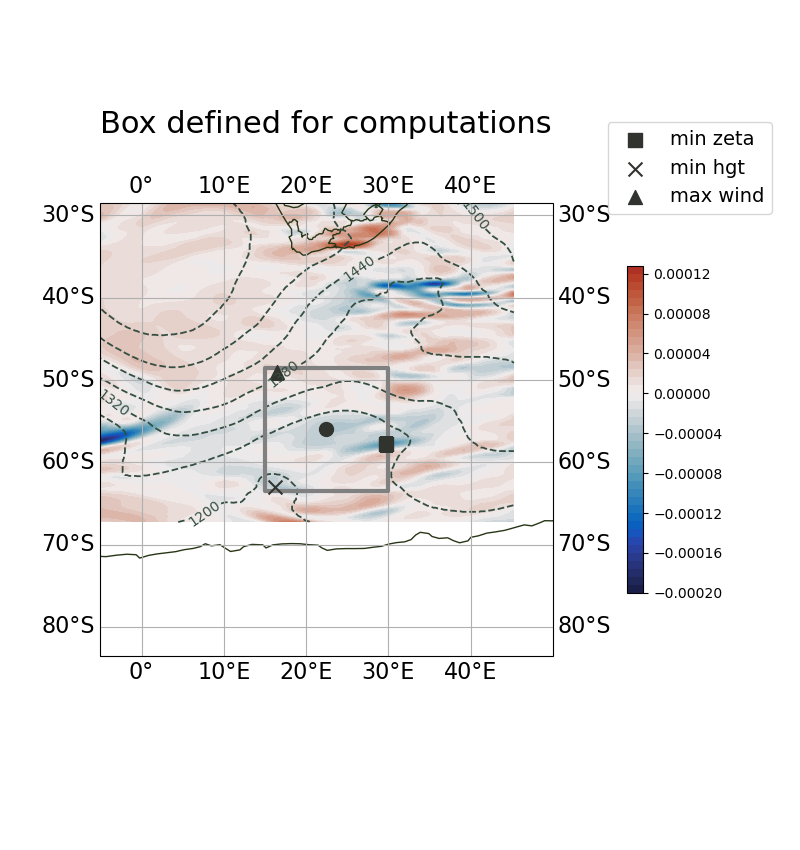 Box defined for computations
min zeta
min hgt
max wind
0° 10°E 20°E 30°E 40°E
30°S 30°S
40°S 40°S
50°S 50°S
60°S 60°S
70°S 70°S
80°S 80°S
0° 10°E 20°E 30°E 40°E
1500
1440
1320
1200
0.00012
0.00008
0.00004
0.00000
−0.00004
−0.00008
−0.00012
−0.00016
−0.00020